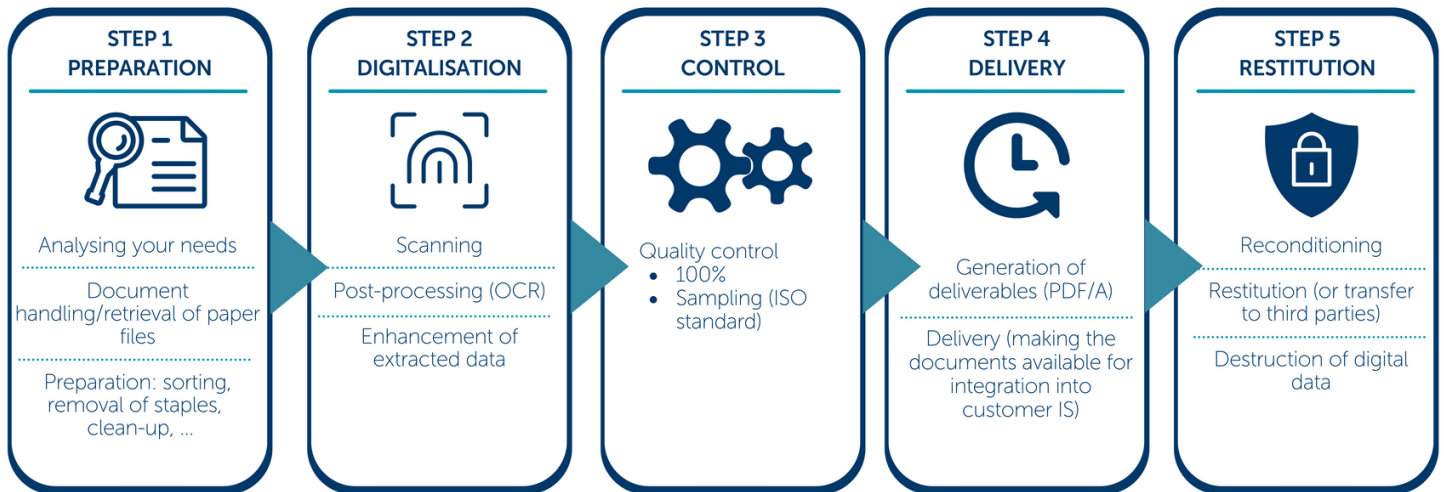 STEP 1
PREPARATION
Analysing your needs
Document
handling/retrieval of paper
files
Preparation: sorting,
removal of staples,
clean-up, ...
STEP 2
DIGITALISATION
Scanning
Post-processing (OCR)
Enhancement of
extracted data
STEP 3
CONTROL
Quality control
• 100%
• Sampling (ISO
standard)
STEP 4
DELIVERY
Generation of
deliverables (PDF/A)
Delivery (making the
documents available for
integration into
customer IS)
STEP 5
RESTITUTION
Reconditioning
Restitution (or transfer
to third parties)
Destruction of digital
data